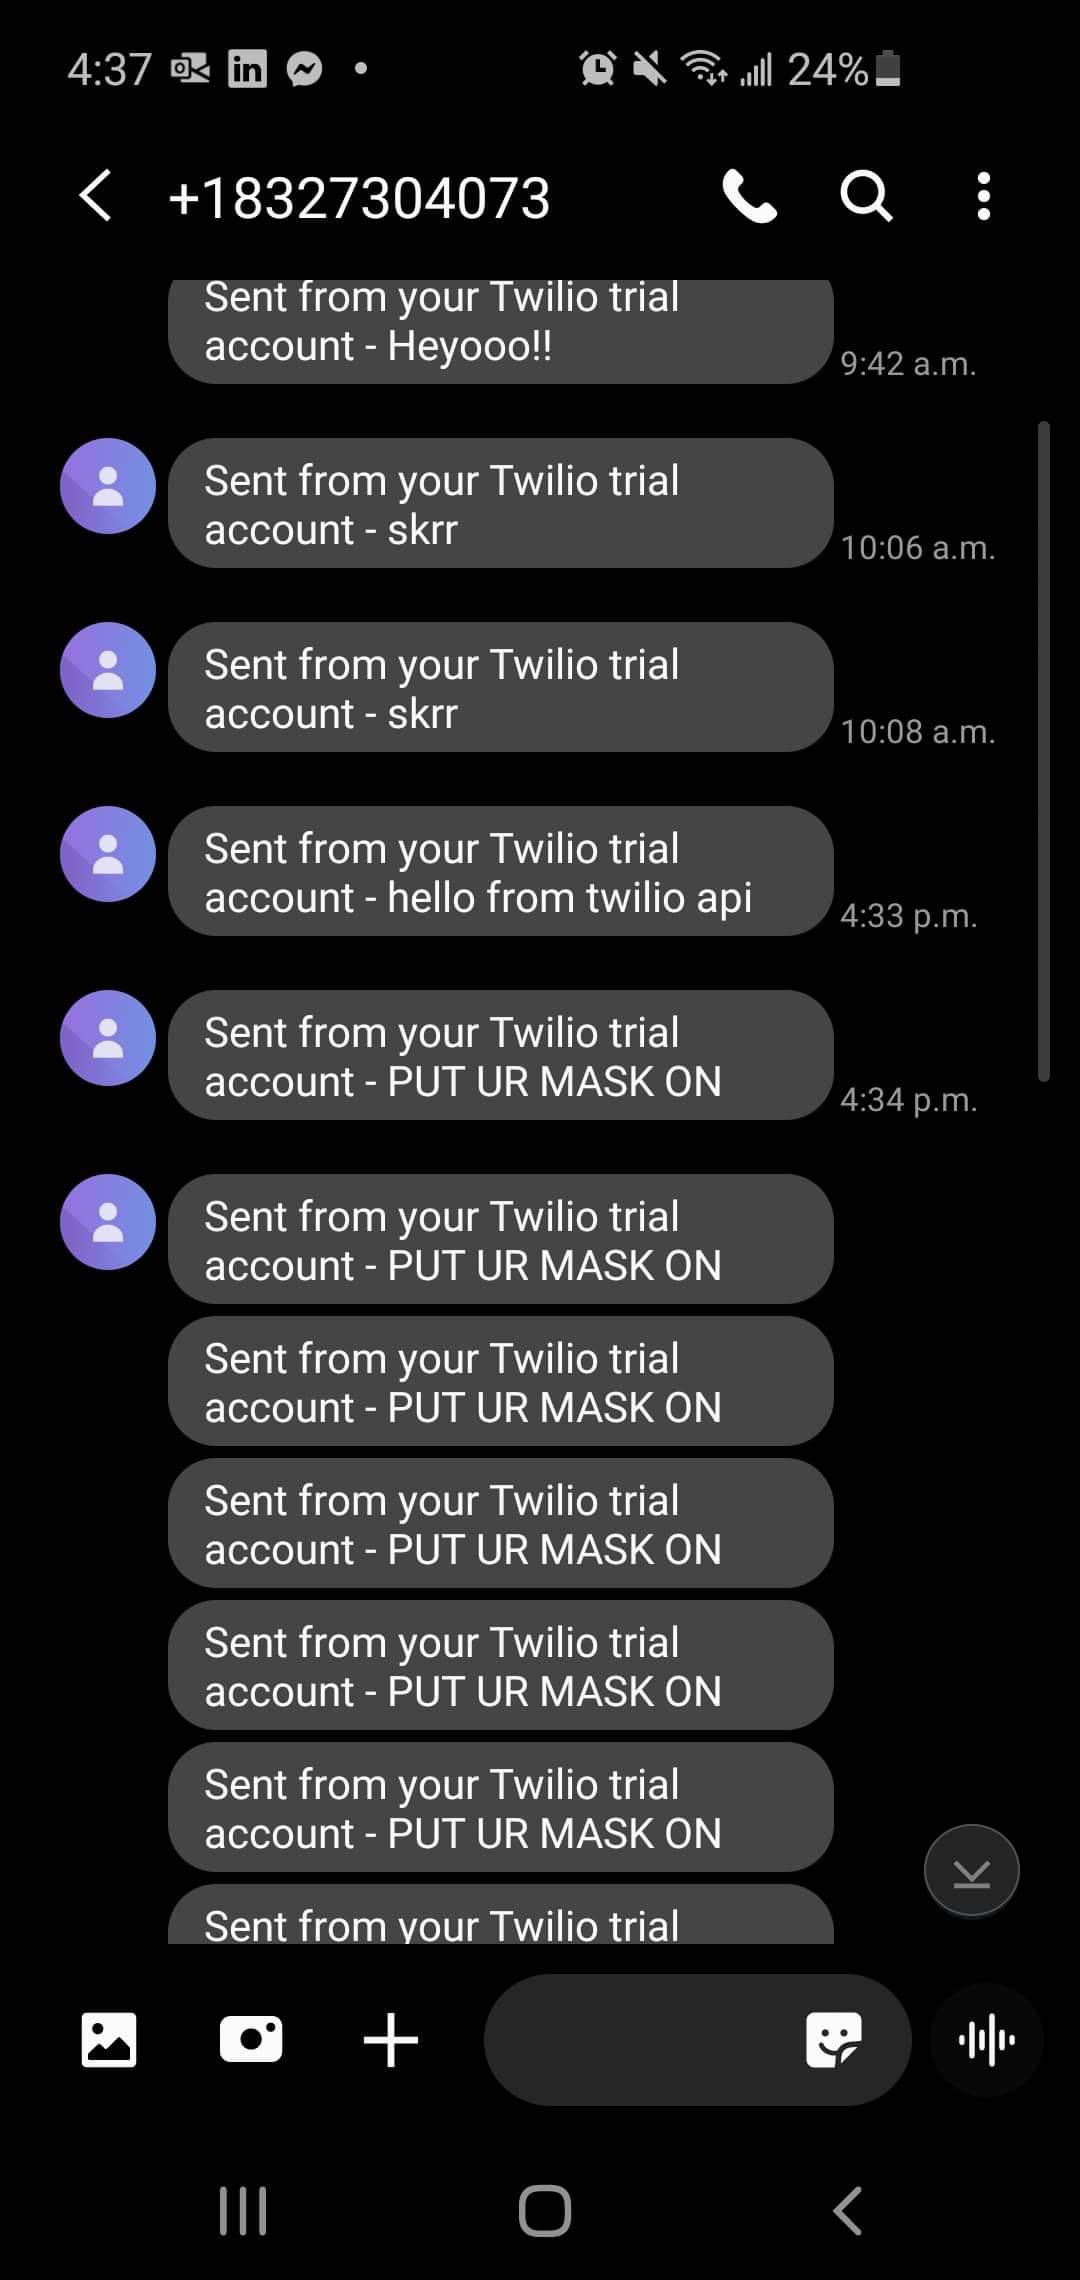 4:37
in
24%
+18327304073
Sent from your Twilio trial
account - Heyooo!!
9:42 a.m.
Sent from your Twilio trial
account - skrr
10:06 a.m.
Sent from your Twilio trial
account - skrr
10:08 a.m.
Sent from your Twilio trial
account - hello from twilio api
4:33 p.m.
Sent from your Twilio trial
account - PUT UR MASK ON
4:34 p.m.
Sent from your Twilio trial
account - PUT UR MASK ON
Sent from your Twilio trial
account - PUT UR MASK ON
Sent from your Twilio trial
account - PUT UR MASK ON
Sent from your Twilio trial
account - PUT UR MASK ON
Sent from your Twilio trial
account - PUT UR MASK ON
Sent from your Twilio trial